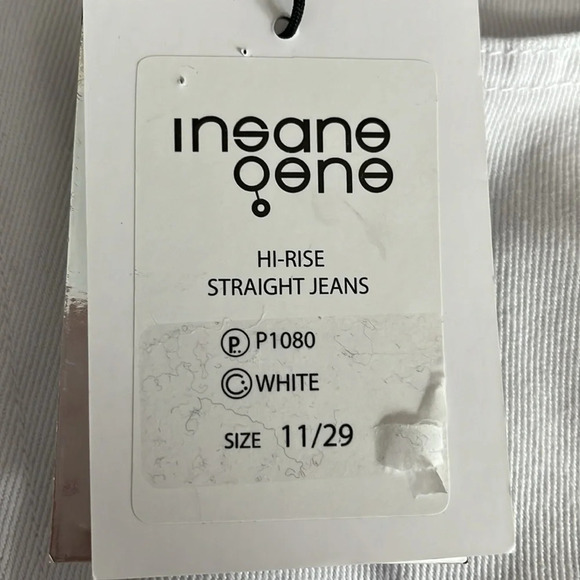 insane
gene
HI-RISE
STRAIGHT JEANS
P. P1080
C WHITE
SIZE 11/29